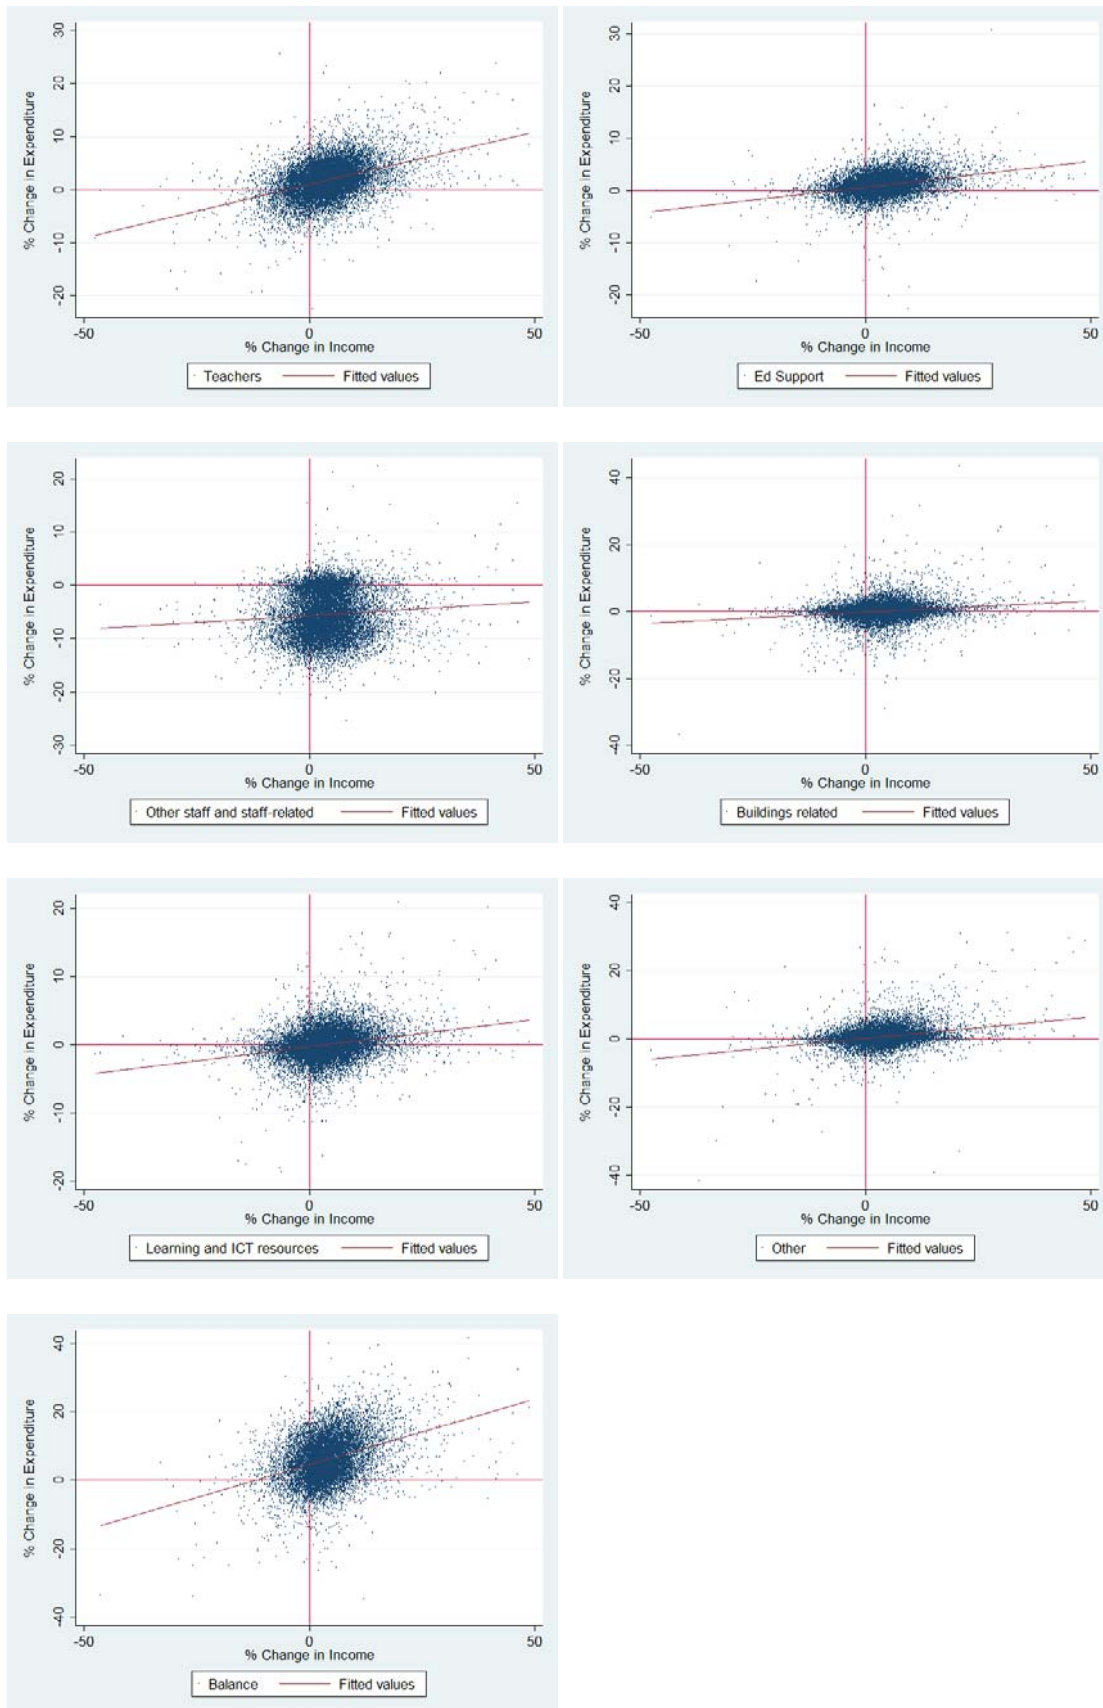 30
20
10
0
-10
-20
% Change in Expenditure
-50
0
50
% Change in Income
Teachers
Fitted values
30
20
10
0
-10
-20
% Change in Expenditure
-50
0
50
% Change in Income
Ed Support
Fitted values
20
10
0
-10
-20
-30
% Change in Expenditure
-50
0
50
% Change in Income
Other staff and staff-related
Fitted values
40
20
0
-20
-40
% Change in Expenditure
-50
0
50
% Change in Income
Buildings related
Fitted values
20
10
0
-10
-20
% Change in Expenditure
-50
0
50
% Change in Income
Learning and ICT resources
Fitted values
40
20
0
-20
-40
% Change in Expenditure
-50
0
50
% Change in Income
Other
Fitted values
40
20
0
-20
-40
% Change in Expenditure
-50
0
50
% Change in Income
Balance
Fitted values